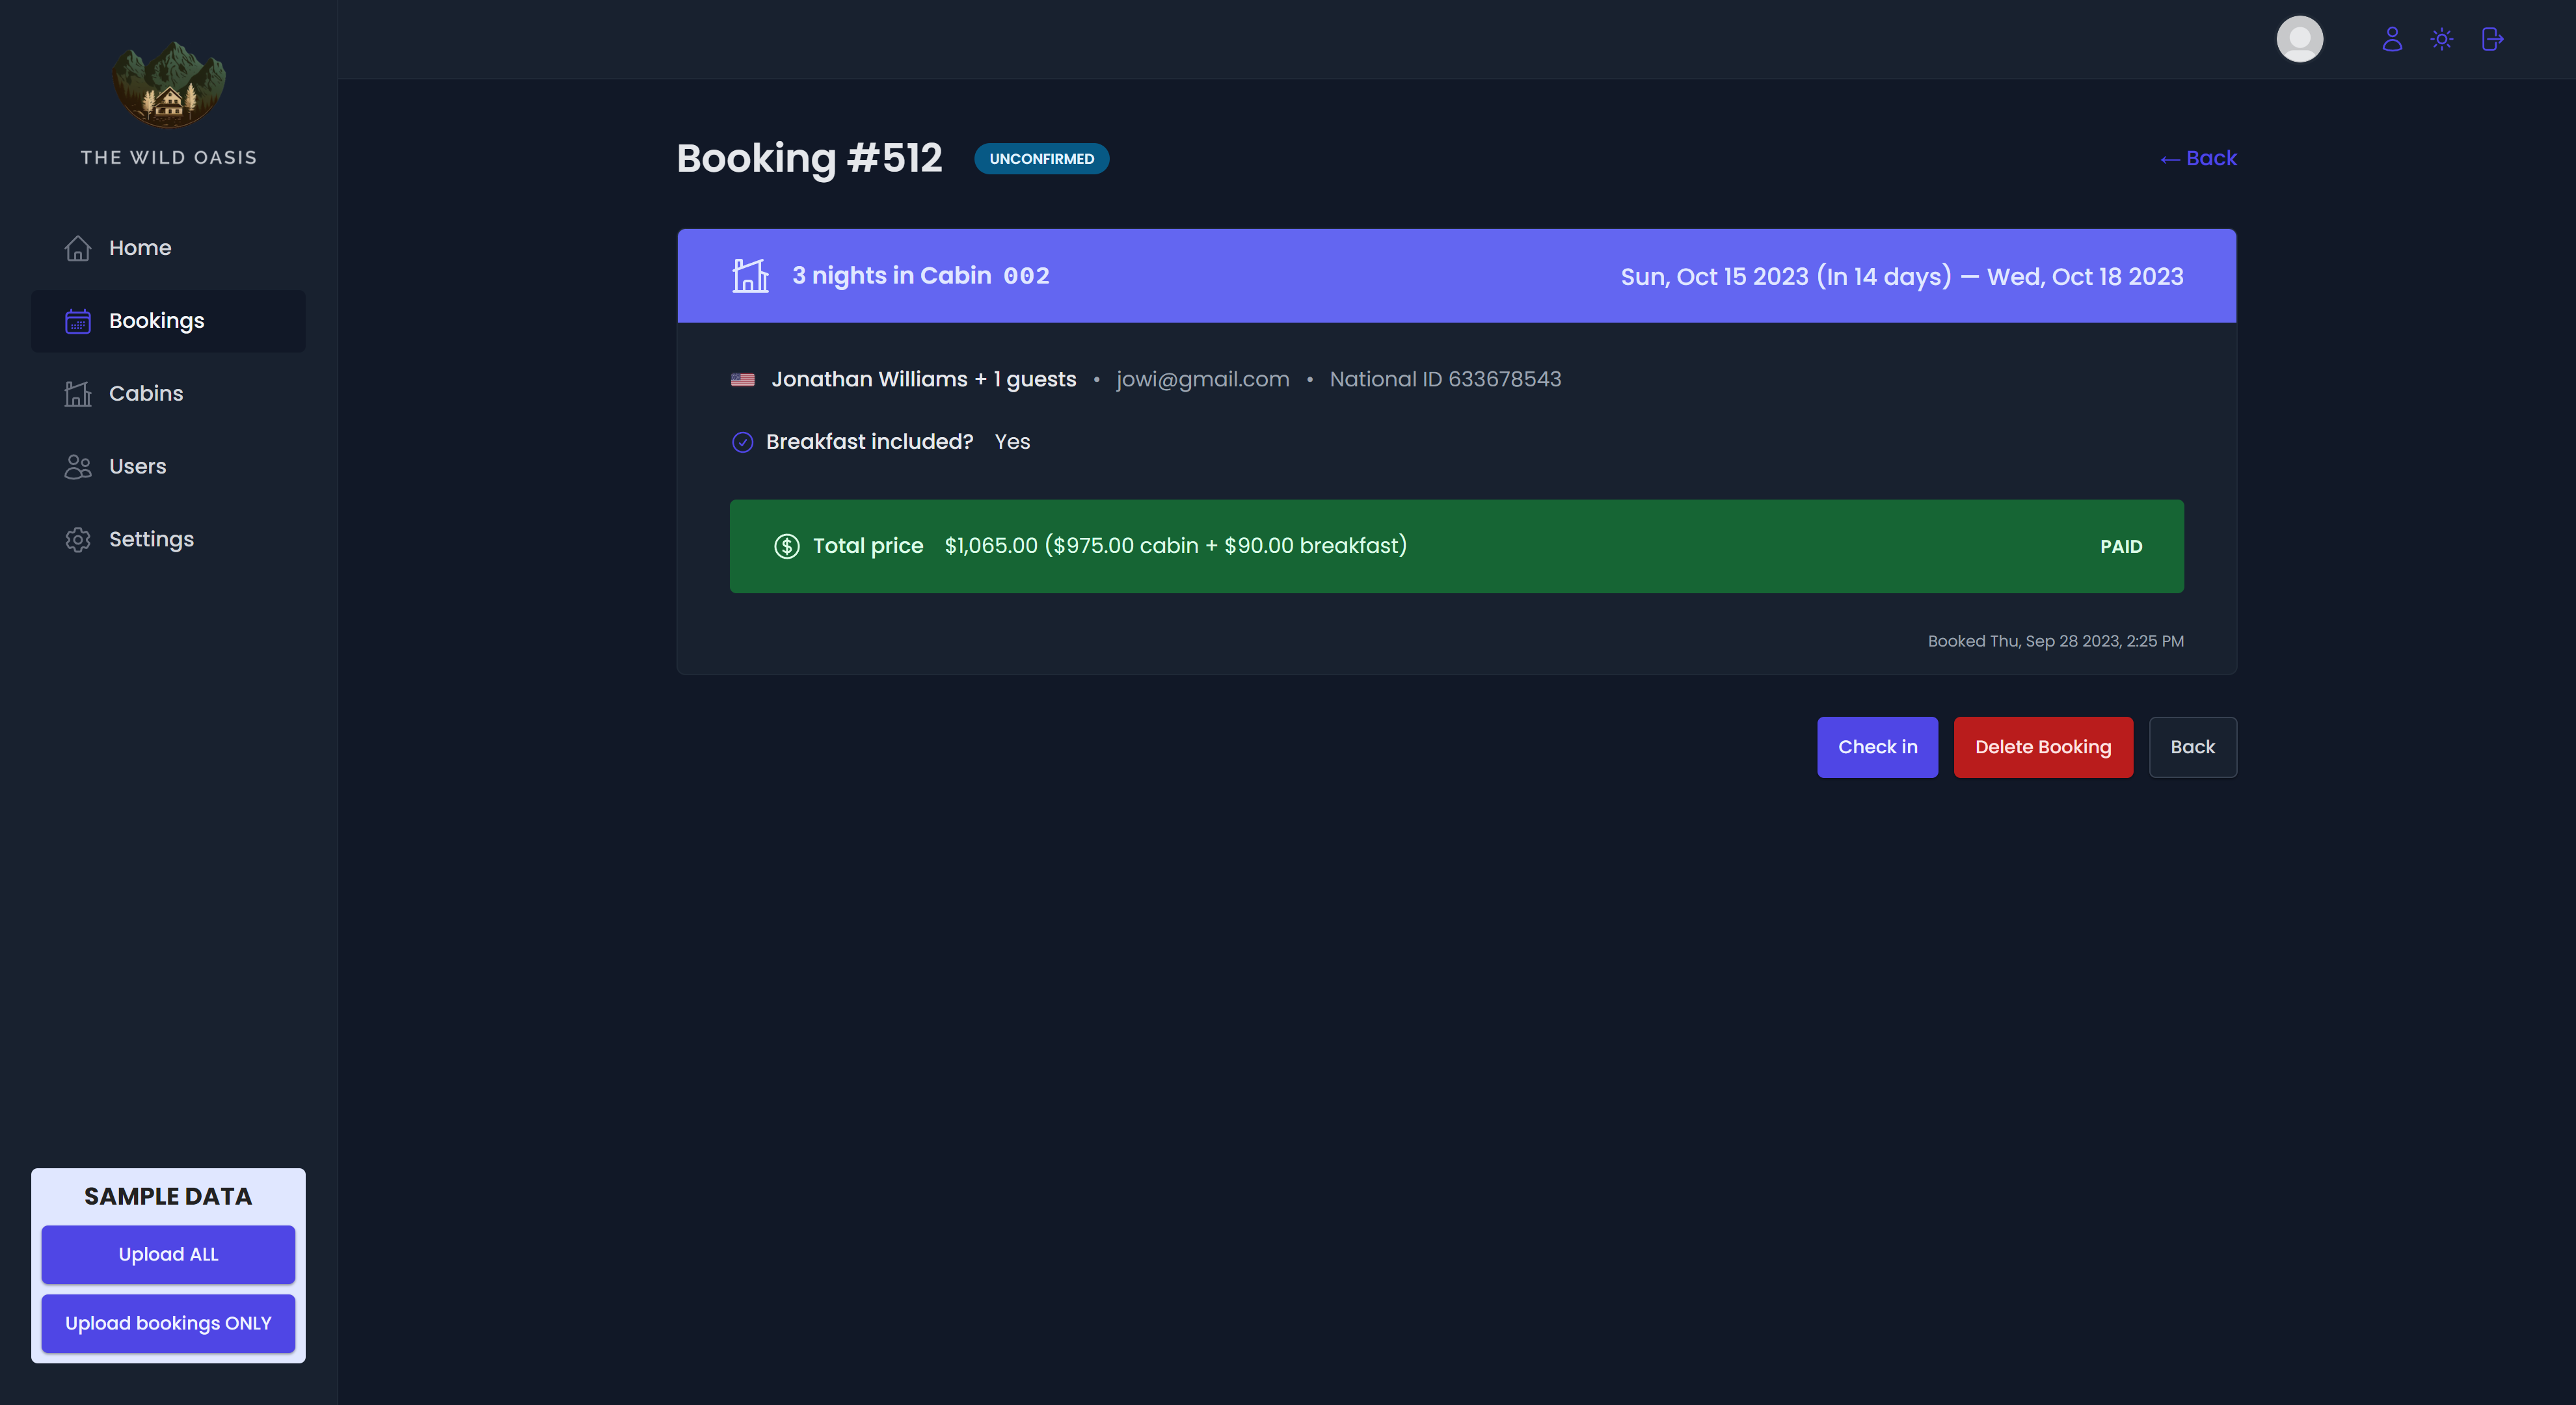 THE WILD OASIS
Home
Bookings
Cabins
Users
Settings
SAMPLE DATA
Upload ALL
Upload bookings ONLY
Booking #512 UNCONFIRMED ← Back
3 nights in Cabin 002 Sun, Oct 15 2023 (In 14 days) — Wed, Oct 18 2023
Jonathan Williams + 1 guests • jowi@gmail.com • National ID 633678543
Breakfast included? Yes
Total price $1,065.00 ($975.00 cabin + $90.00 breakfast) PAID
Booked Thu, Sep 28 2023, 2:25 PM
Check in Delete Booking Back